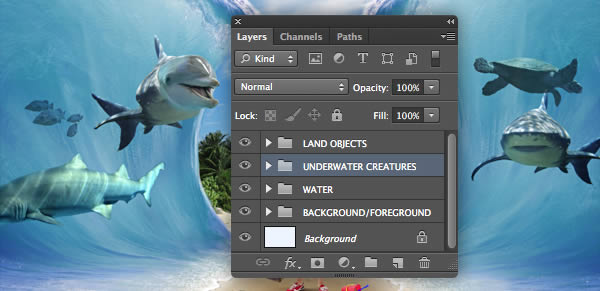 Layers Channels Paths
Kind T
Normal Opacity: 100%
Lock: Fill: 100%
LAND OBJECTS
UNDERWATER CREATURES
WATER
BACKGROUND/FOREGROUND
Background
fx